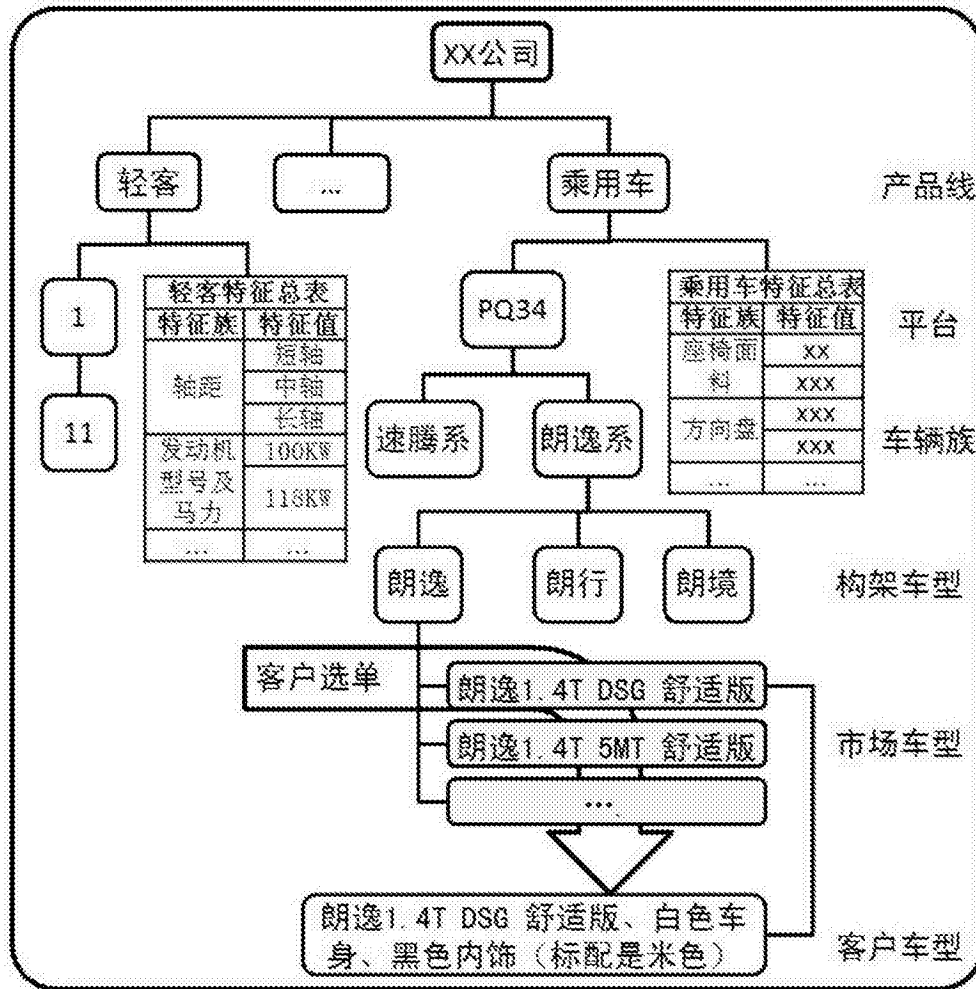 XX公司
轻客
...
乘用车
产品线
1
11
轻客特征总表
特征族 特征值
轴距
短轴
中轴
长轴
发动机
型号及
马力
100KW
118KW
... ...
PQ34
乘用车特征总表
特征族 特征值
座椅面
料
xx
xxx
方向盘
xxx
xxx
... ...
平台
速腾系
朗逸系
车辆族
朗逸
朗行
朗境
构架车型
客户选单
朗逸1.4T DSG 舒适版
朗逸1.4T 5MT 舒适版
...
市场车型
朗逸1.4T DSG 舒适版、白色车
身、黑色内饰（标配是米色）
客户车型